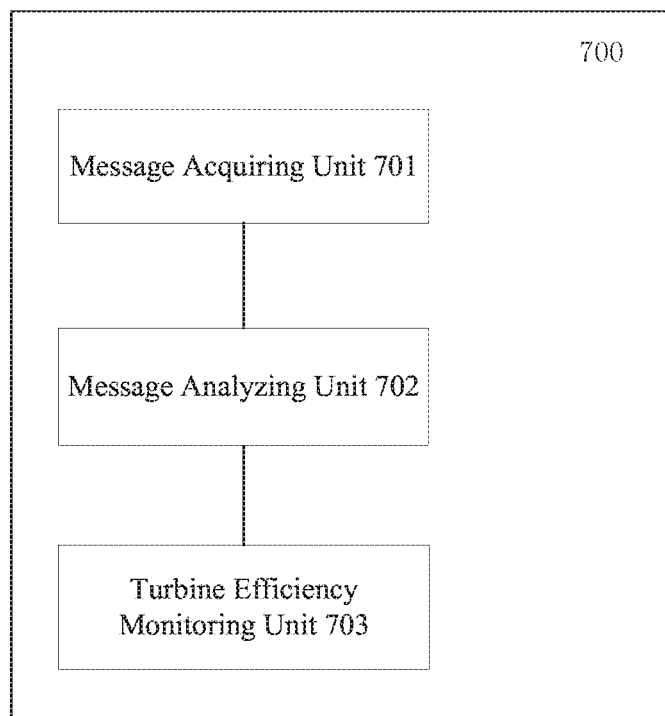 700
Message Acquiring Unit 701
Message Analyzing Unit 702
Turbine Efficiency
Monitoring Unit 703